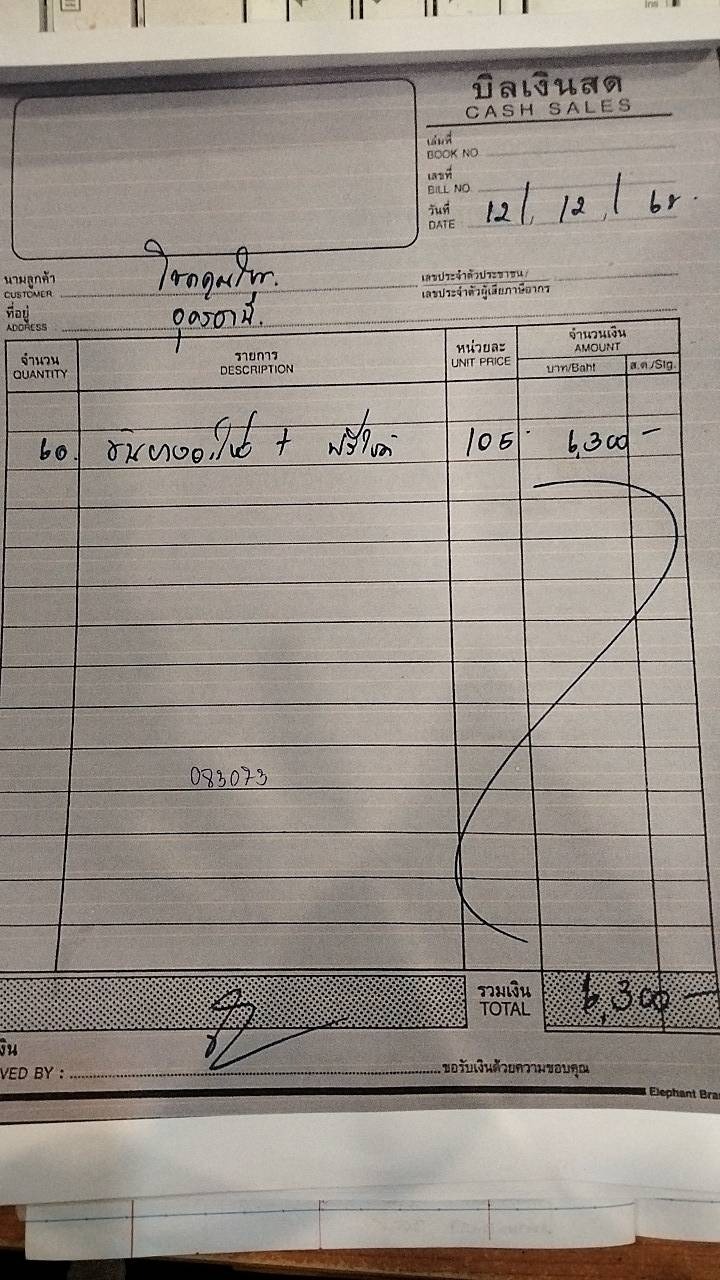 บิลเงินสด
CASH SALES
เล่มที่
BOOK NO.
เลขที่
BILL NO.
วันที่ 12/ 12/ 68.
DATE
นามลูกค้า
CUSTOMER
เลขประจำตัวประชาชน/
เลขประจำตัวผู้เสียภาษีอากร
ที่อยู่ อุดรธานี.
ADDRESS
จำนวน รายการ หน่วยละ จำนวนเงิน
QUANTITY DESCRIPTION UNIT PRICE AMOUNT
บาท/Baht ส.ต./Stg.
60. + 105. 6,300 -
083073
รวมเงิน 6,300 -
TOTAL
งิน
VED BY : ขอรับเงินด้วยความขอบคุณ
Elephant Bra